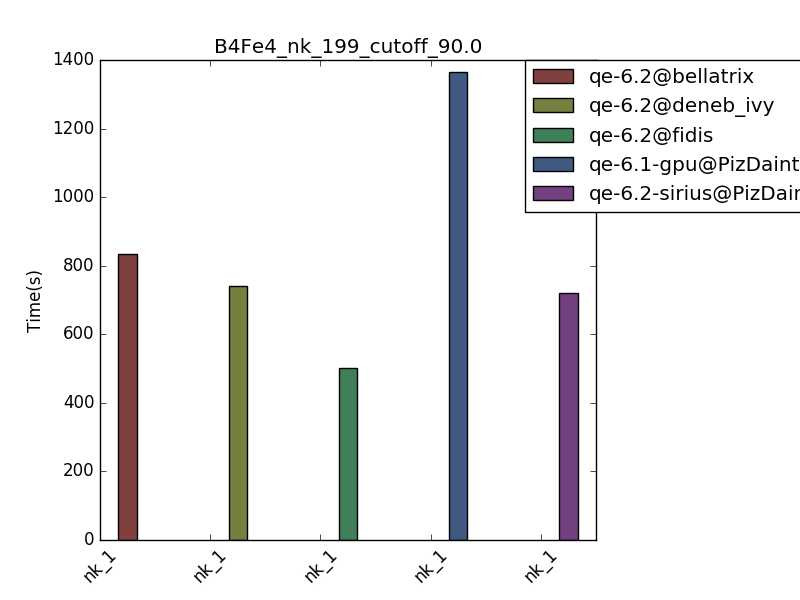 B4Fe4_nk_199_cutoff_90.0
1400
1200
1000
800
600
400
200
0
Time(s)
qe-6.2@bellatrix
qe-6.2@deneb_ivy
qe-6.2@fidis
qe-6.1-gpu@PizDaint
qe-6.2-sirius@PizDain
nk_1
nk_1
nk_1
nk_1
nk_1